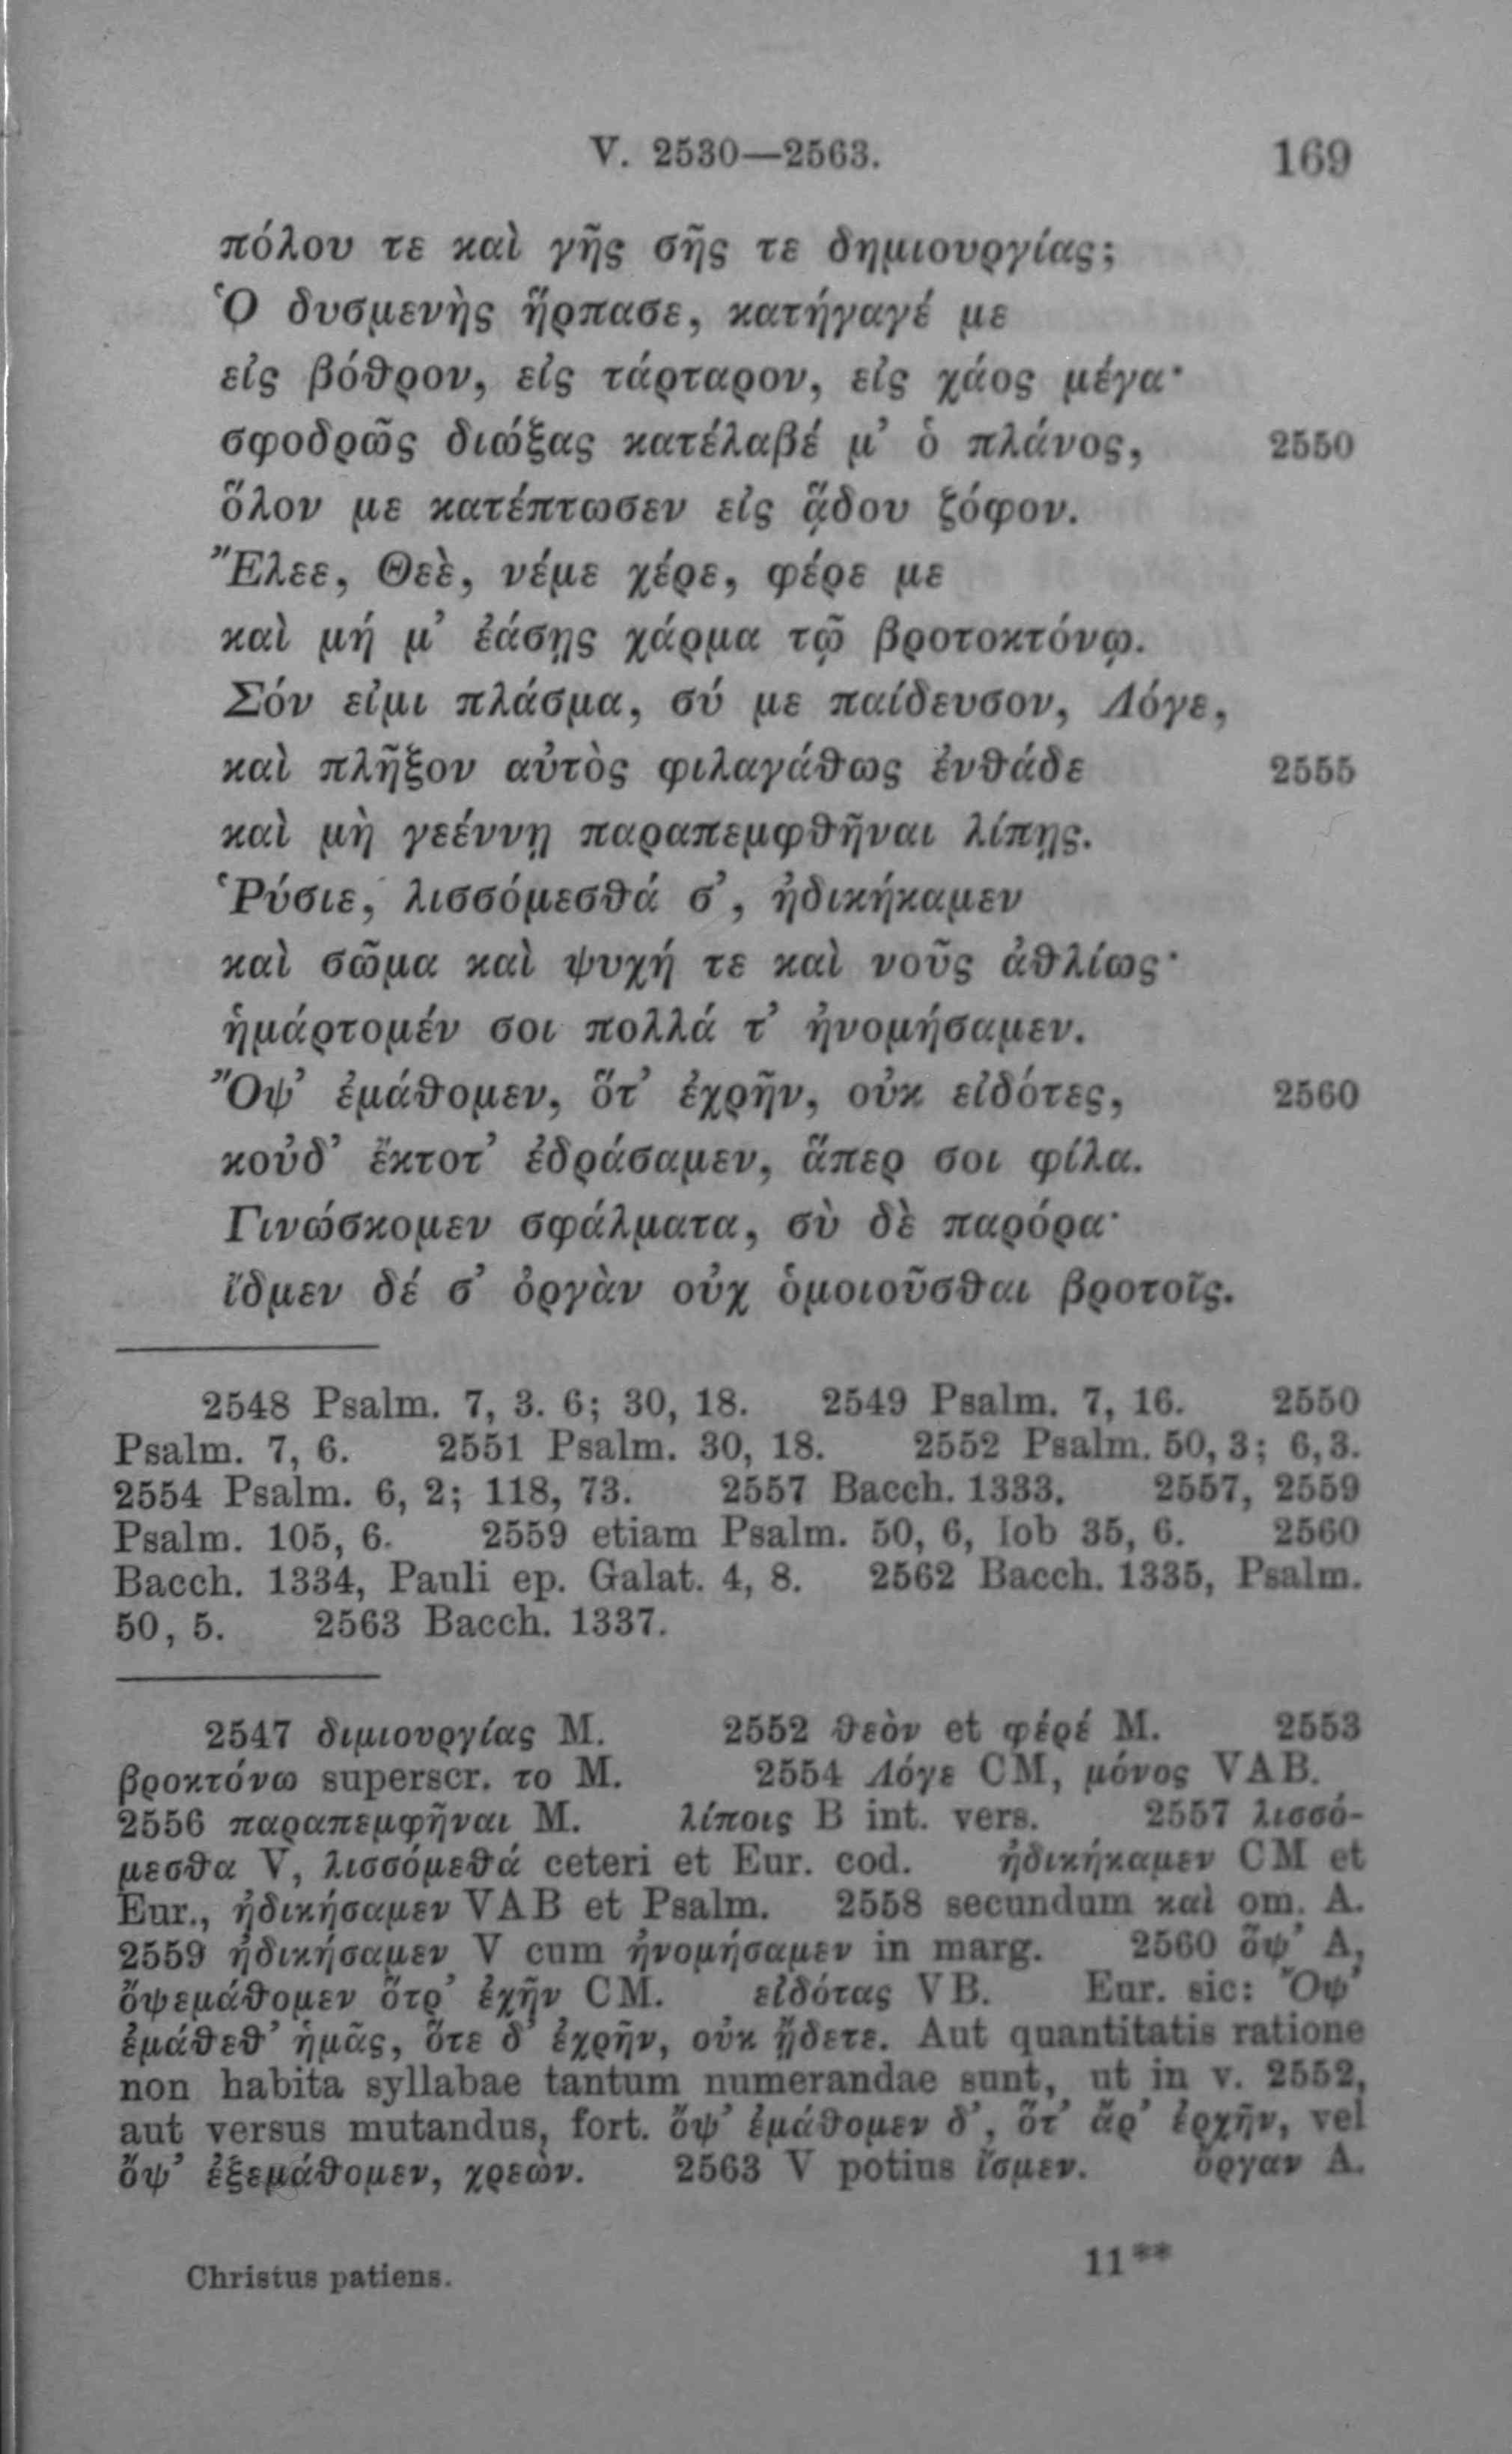 V. 2530—2563.
169
πόλου τε καὶ γῆς σῆς τε δημιουργίας;
Ὁ δυσμενὴς ἥρπασε, κατήγαγέ με
εἰς βόθρον, εἰς τάρταρον, εἰς χάος μέγα·
σφοδρῶς διώξας κατέλαβέ μ' ὁ πλάνος, 2550
ὅλον με κατέπτωσεν εἰς ᾅδου ζόφον.
Ἔλεε, Θεὲ, νέμε χέρε, φέρε με
καὶ μή μ' ἐάσῃς χάρμα τῷ βροτοκτόνῳ.
Σόν εἰμι πλάσμα, σύ με παίδευσον, Λόγε,
καὶ πλῆξον αὐτὸς φιλαγάθως ἐνθάδε 2555
καὶ μὴ γεέννῃ παραπεμφθῆναι λίπῃς.
Ῥύσιε, λισσόμεσθά σ', ἠδικήκαμεν
καὶ σῶμα καὶ ψυχή τε καὶ νοῦς ἀθλίως·
ἡμάρτομέν σοι πολλά τ' ἠνομήσαμεν.
Ὄψ' ἐμάθομεν, ὅτ' ἐχρῆν, οὐκ εἰδότες, 2560
κοὐδ' ἔκτοτ' ἐδράσαμεν, ἅπερ σοι φίλα.
Γινώσκομεν σφάλματα, σὺ δὲ παρόρα·
ἴδμεν δέ σ' ὀργὰν οὐχ ὁμοιοῦσθαι βροτοῖς.
2548 Psalm. 7, 3. 6; 30, 18. 2549 Psalm. 7, 16. 2550
Psalm. 7, 6. 2551 Psalm. 30, 18. 2552 Psalm. 50, 3; 6, 3.
2554 Psalm. 6, 2; 118, 73. 2557 Bacch. 1333. 2557, 2559
Psalm. 105, 6. 2559 etiam Psalm. 50, 6, Iob 35, 6. 2560
Bacch. 1334, Pauli ep. Galat. 4, 8. 2562 Bacch. 1335, Psalm.
50, 5. 2563 Bacch. 1337.
2547 διμιουργίας M. 2552 θεὸν et φέρέ M. 2553
βροκτόνω superscr. το M. 2554 Λόγε CM, μόνος VAB.
2556 παραπεμφῆναι M. λίποις B int. vers. 2557 λισσό-
μεσθα V, λισσόμεθά ceteri et Eur. cod. ἠδικήκαμεν CM et
Eur., ἠδικήσαμεν VAB et Psalm. 2558 secundum καὶ om. A.
2559 ἠδικήσαμεν V cum ἠνομήσαμεν in marg. 2560 ὄψ' A,
ὄψεμάθομεν ὅτρ' ἐχῆν CM. εἰδότας VB. Eur. sic: Ὄψ'
ἐμάθεθ' ἡμᾶς, ὅτε δ' ἐχρῆν, οὐκ ᾔδετε. Aut quantitatis ratione
non habita syllabae tantum numerandae sunt, ut in v. 2552,
aut versus mutandus, fort. ὄψ' ἐμάθομεν δ', ὅτ' ἄρ' ἐρχῆν, vel
ὄψ' ἐξεμάθομεν, χρεὼν. 2563 V potius ἴσμεν. ὄργαν A.
Christus patiens.
11**